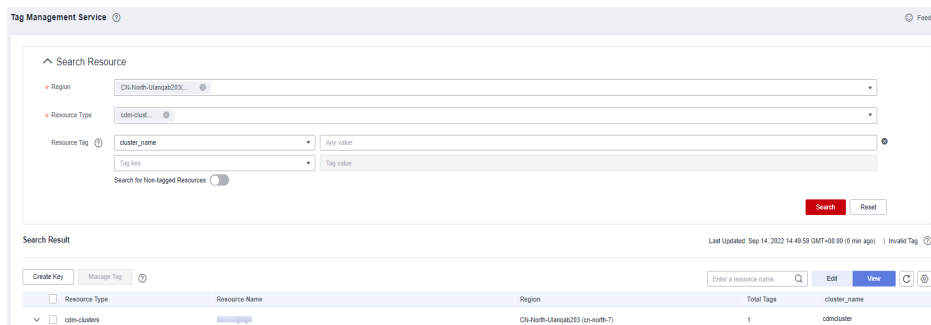 Tag Management Service
Feed
Search Resource
* Region CN-North-Ulanqab203(...
* Resource Type cdm-clust...
Resource Tag cluster_name Any value
Tag key Tag value
Search for Non-tagged Resources
Search Reset
Search Result Last Updated: Sep 14, 2022 14:49:59 GMT+08:00 (0 min ago) | Invalid Tag
Create Key Manage Tag Enter a resource name. Edit View
Resource Type Resource Name Region Total Tags cluster_name
cdm-clusters CN-North-Ulanqab203 (cn-north-7) 1 cdmcluster